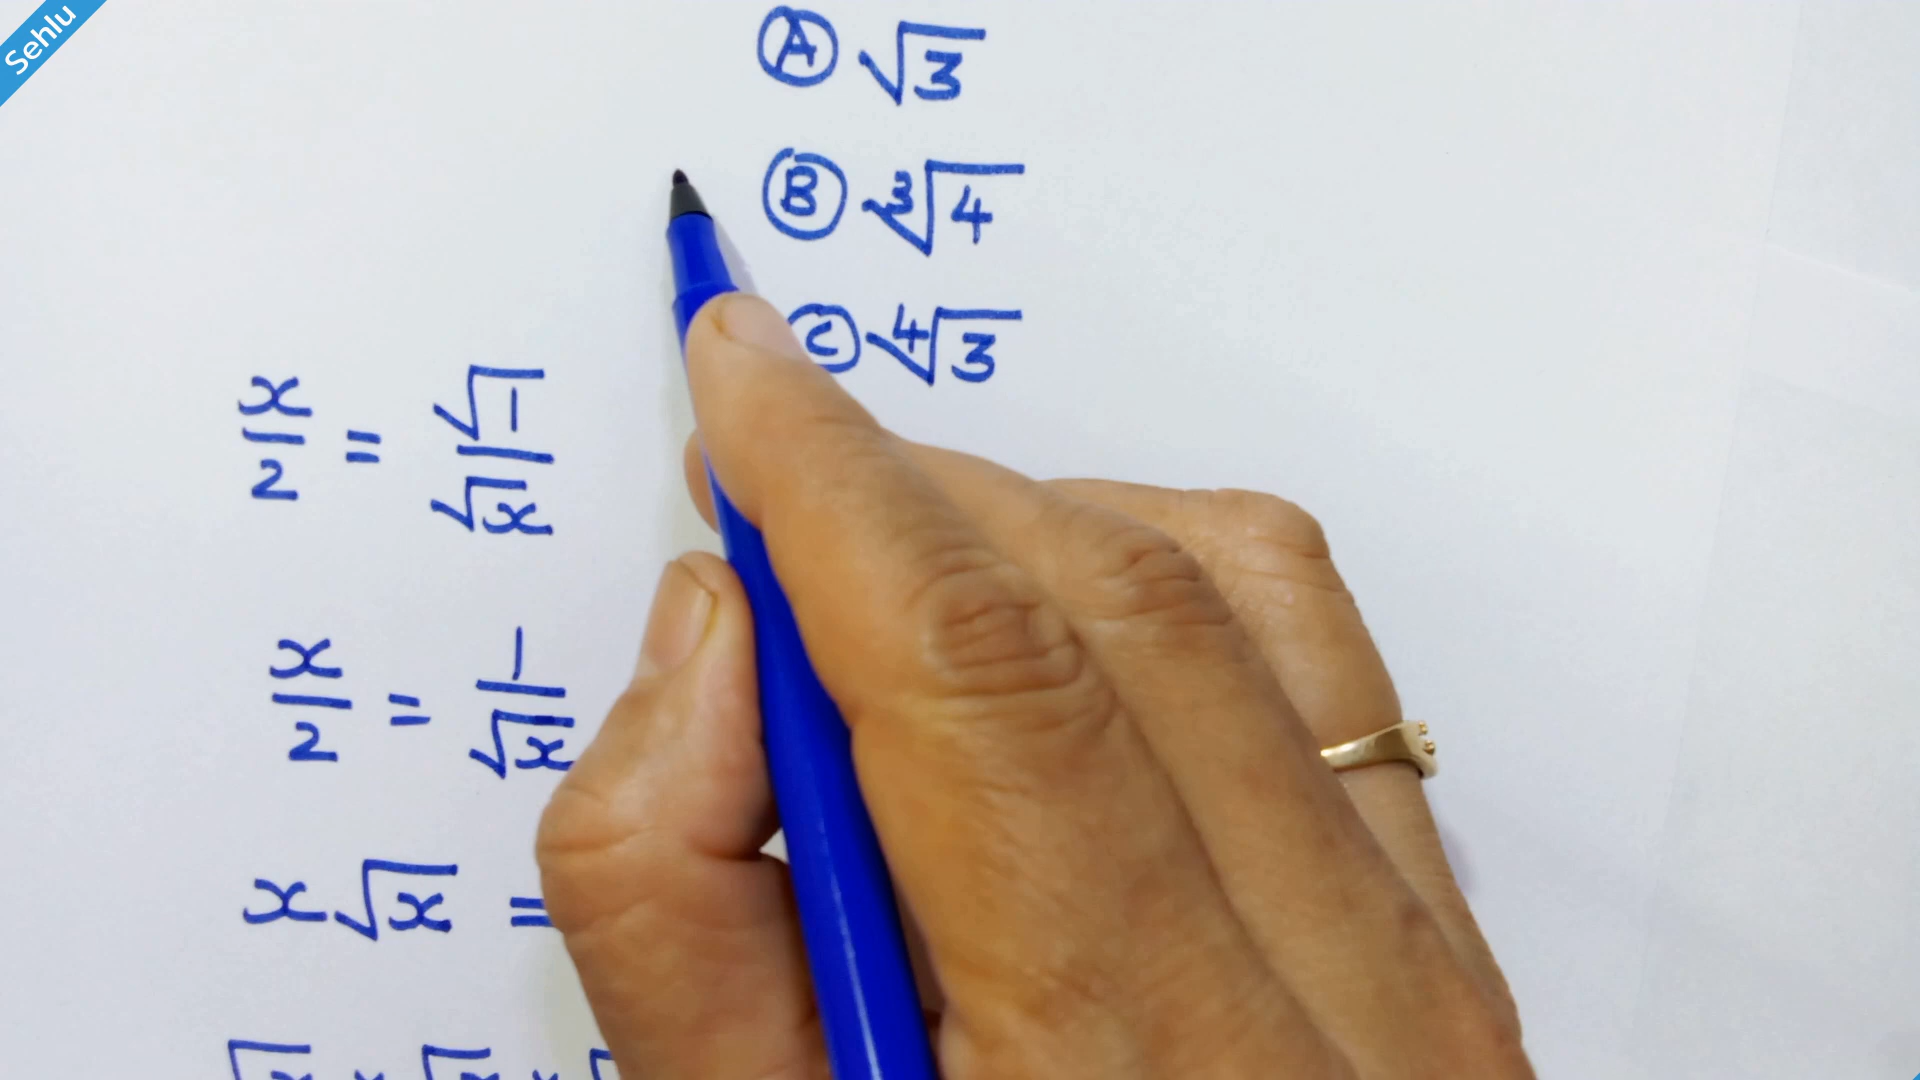 Sehlu
Ⓐ √3
Ⓑ ∛4
Ⓒ ∜3
x/2 = √1/√x
x/2 = 1/√x
x√x =